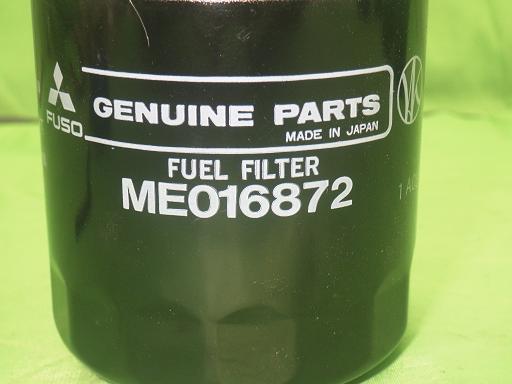 FUSO
GENUINE PARTS
MADE IN JAPAN
FUEL FILTER
ME016872